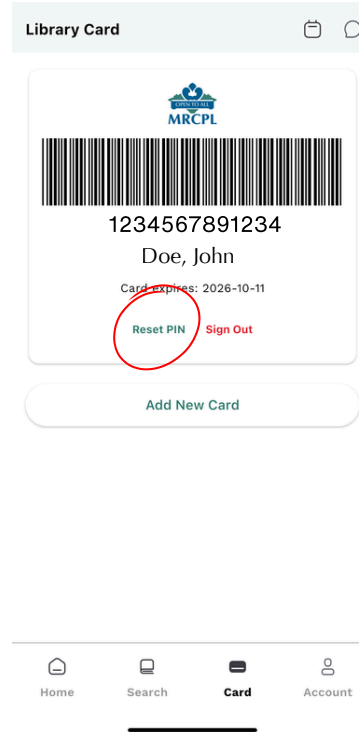 Library Card
OPEN TO ALL
MRCPL
1234567891234
Doe, John
Card expires: 2026-10-11
Reset PIN Sign Out
Add New Card
Home Search Card Account